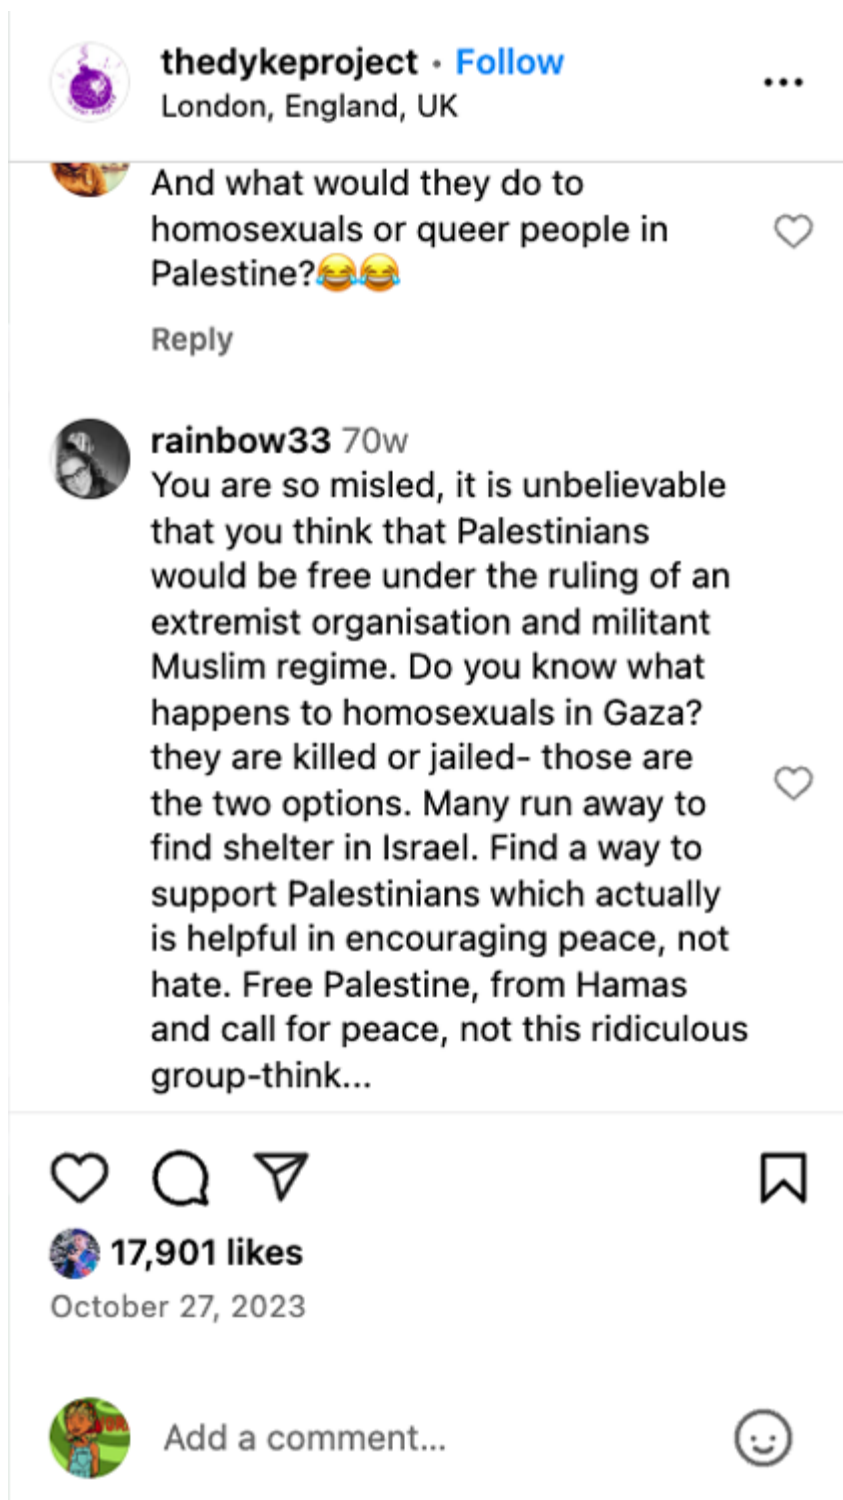 thedykeproject • Follow
London, England, UK
And what would they do to
homosexuals or queer people in
Palestine?😂😂
Reply
rainbow33 70w
You are so misled, it is unbelievable
that you think that Palestinians
would be free under the ruling of an
extremist organisation and militant
Muslim regime. Do you know what
happens to homosexuals in Gaza?
they are killed or jailed- those are
the two options. Many run away to
find shelter in Israel. Find a way to
support Palestinians which actually
is helpful in encouraging peace, not
hate. Free Palestine, from Hamas
and call for peace, not this ridiculous
group-think...
17,901 likes
October 27, 2023
Add a comment...